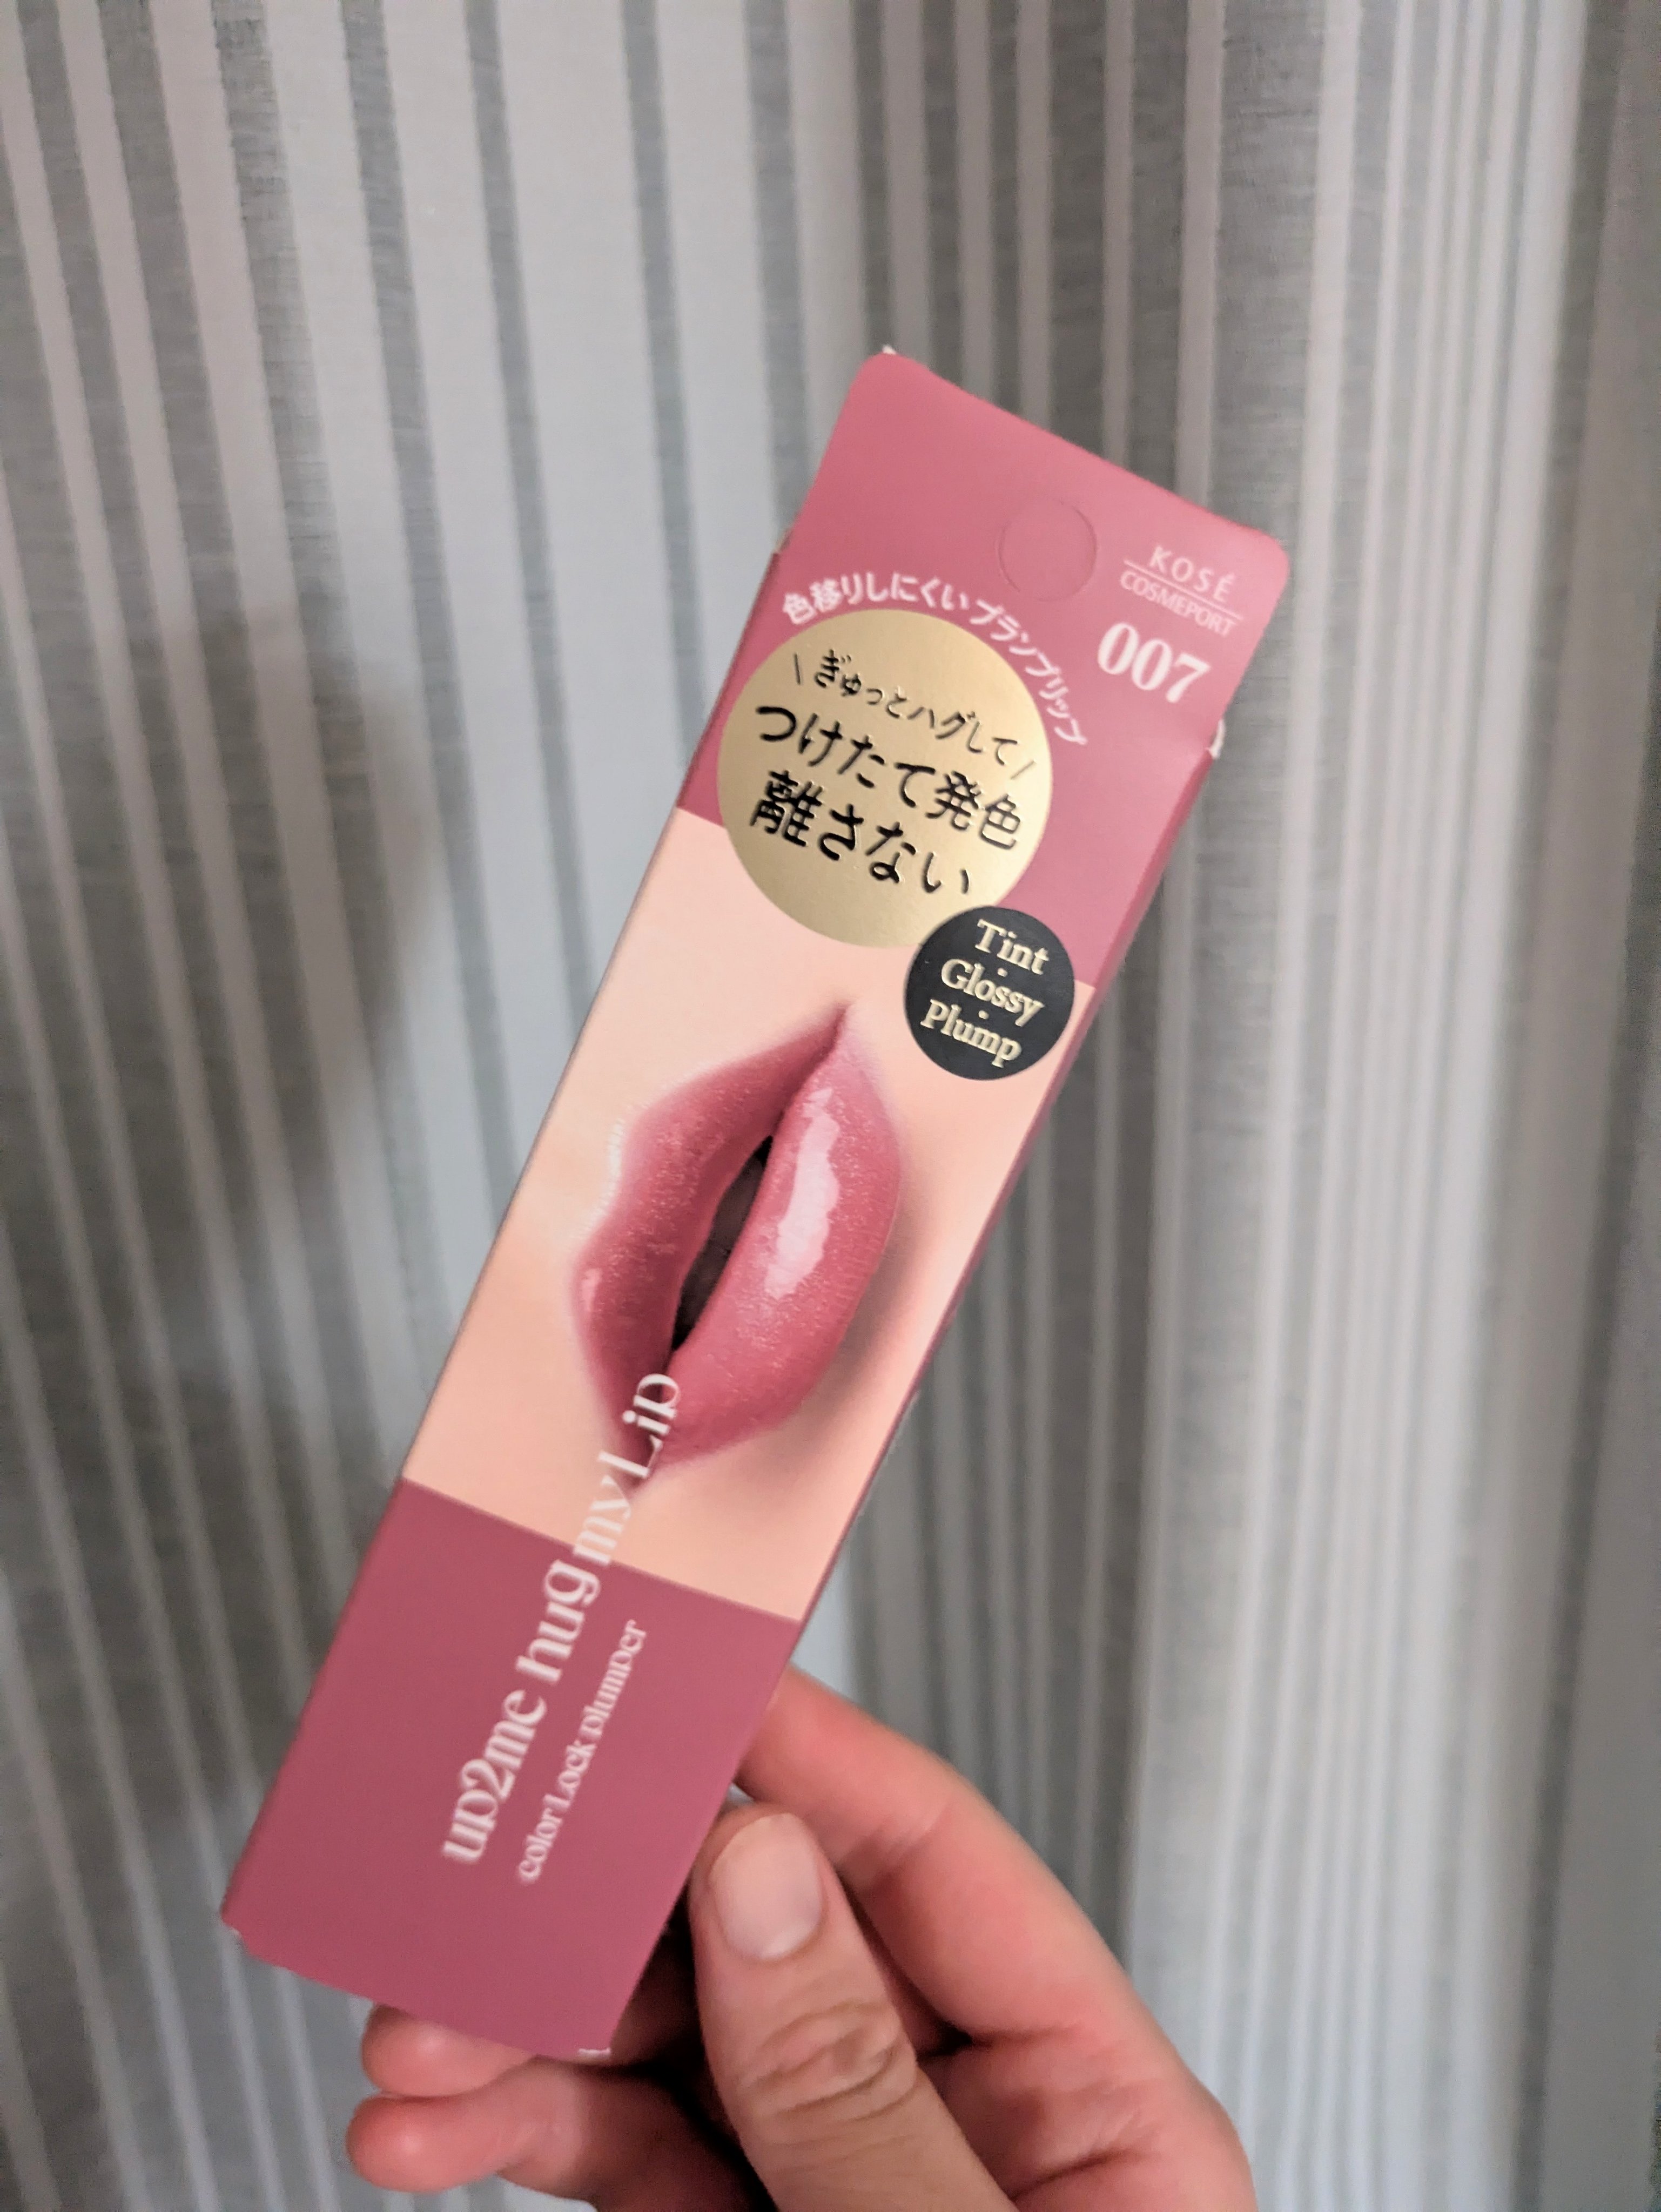 KOSÉ
COSMEPORT
007
色移りしにくいプランプリップ
\ぎゅっとハグして/
つけたて発色
離さない
Tint
・
Glossy
・
Plump
up2me hug my Lip
color Lock plumper